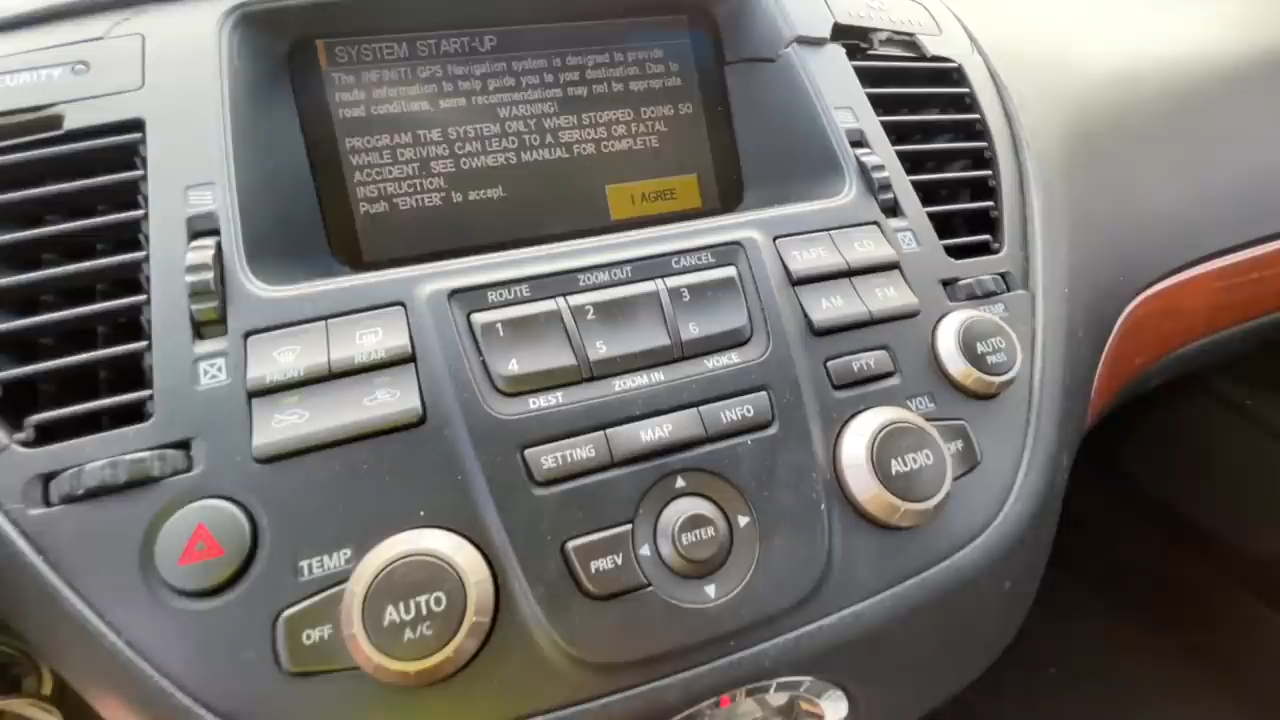 CURITY
SYSTEM START-UP
The INFINITI GPS Navigation system is designed to provide
route information to help guide you to your destination. Due to
road conditions, some recommendations may not be appropriate.
WARNING!
PROGRAM THE SYSTEM ONLY WHEN STOPPED. DOING SO
WHILE DRIVING CAN LEAD TO A SERIOUS OR FATAL
ACCIDENT. SEE OWNER'S MANUAL FOR COMPLETE
INSTRUCTION.
Push "ENTER" to accept.
I AGREE
ROUTE ZOOM OUT CANCEL
1 2 3
4 5 6
DEST ZOOM IN VOICE
TAPE CD
AM FM
PTY
FRONT REAR
SETTING MAP INFO
TEMP
AUTO
PASS
VOL
AUDIO
OFF
PREV
ENTER
TEMP
OFF
AUTO
A/C